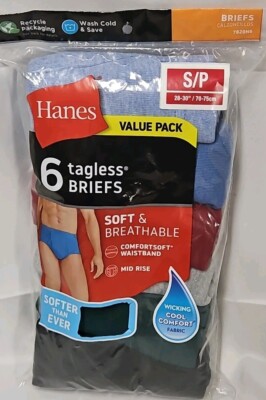 Recycle
Packaging
Wash Cold
& Save
BRIEFS
S/P
28-30" / 70-75cm
Hanes
VALUE PACK
6 tagless®
BRIEFS
SOFT &
BREATHABLE
COMFORTSOFT®
WAISTBAND
MID RISE
SOFTER
THAN
EVER
WICKING
COOL
COMFORT
FABRIC